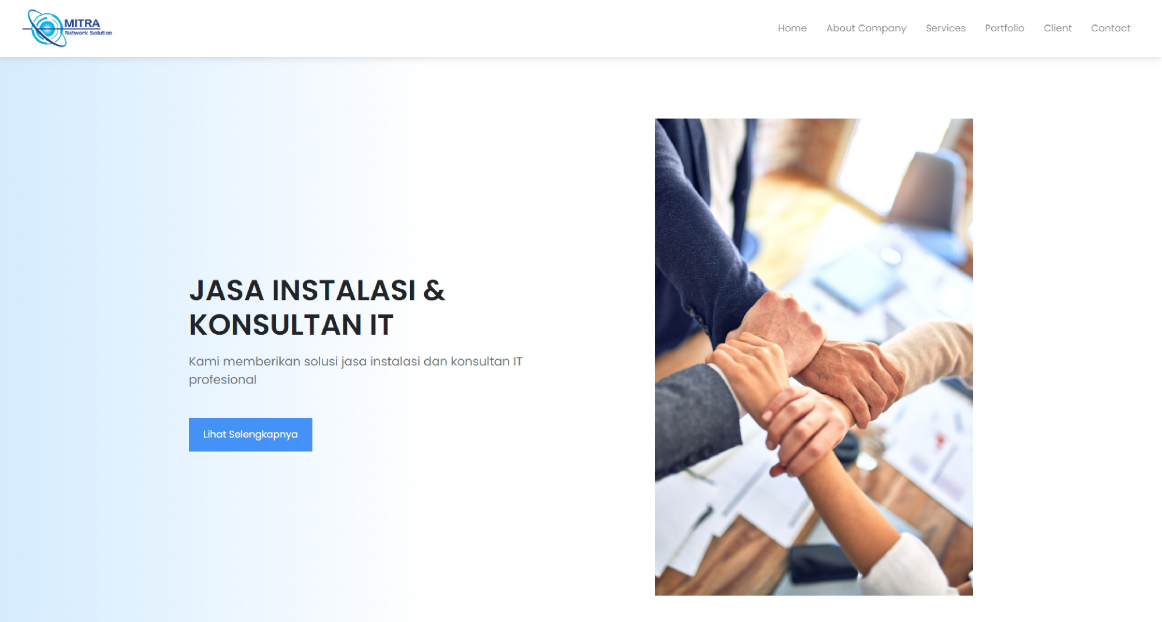 MITRA
Network Solution
Home
About Company
Services
Portfolio
Client
Contact
JASA INSTALASI &
KONSULTAN IT
Kami memberikan solusi jasa instalasi dan konsultan IT
profesional
Lihat Selengkapnya